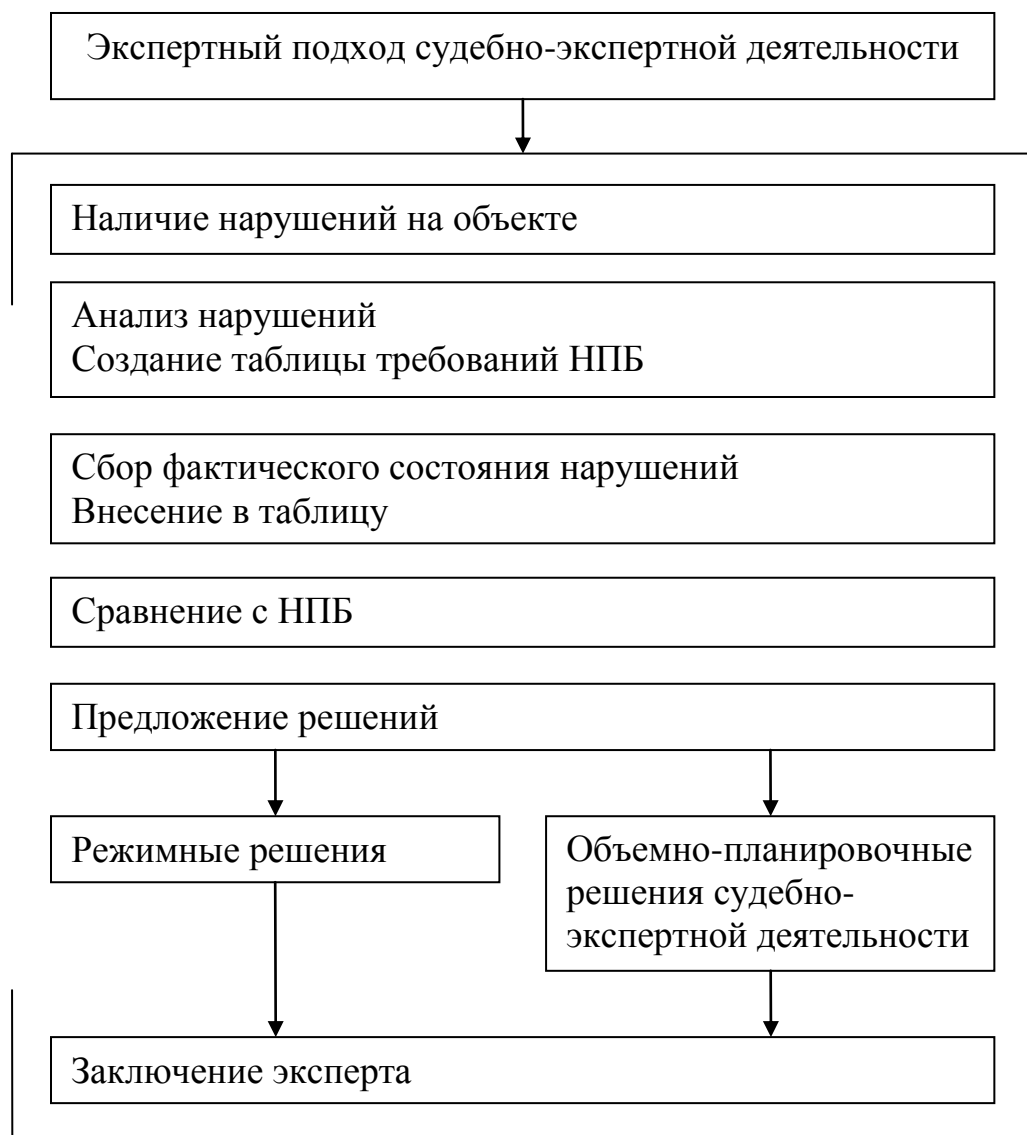 Экспертный подход судебно-экспертной деятельности
Наличие нарушений на объекте
Анализ нарушений
Создание таблицы требований НПБ
Сбор фактического состояния нарушений
Внесение в таблицу
Сравнение с НПБ
Предложение решений
Режимные решения
Объемно-планировочные
решения судебно-
экспертной деятельности
Заключение эксперта